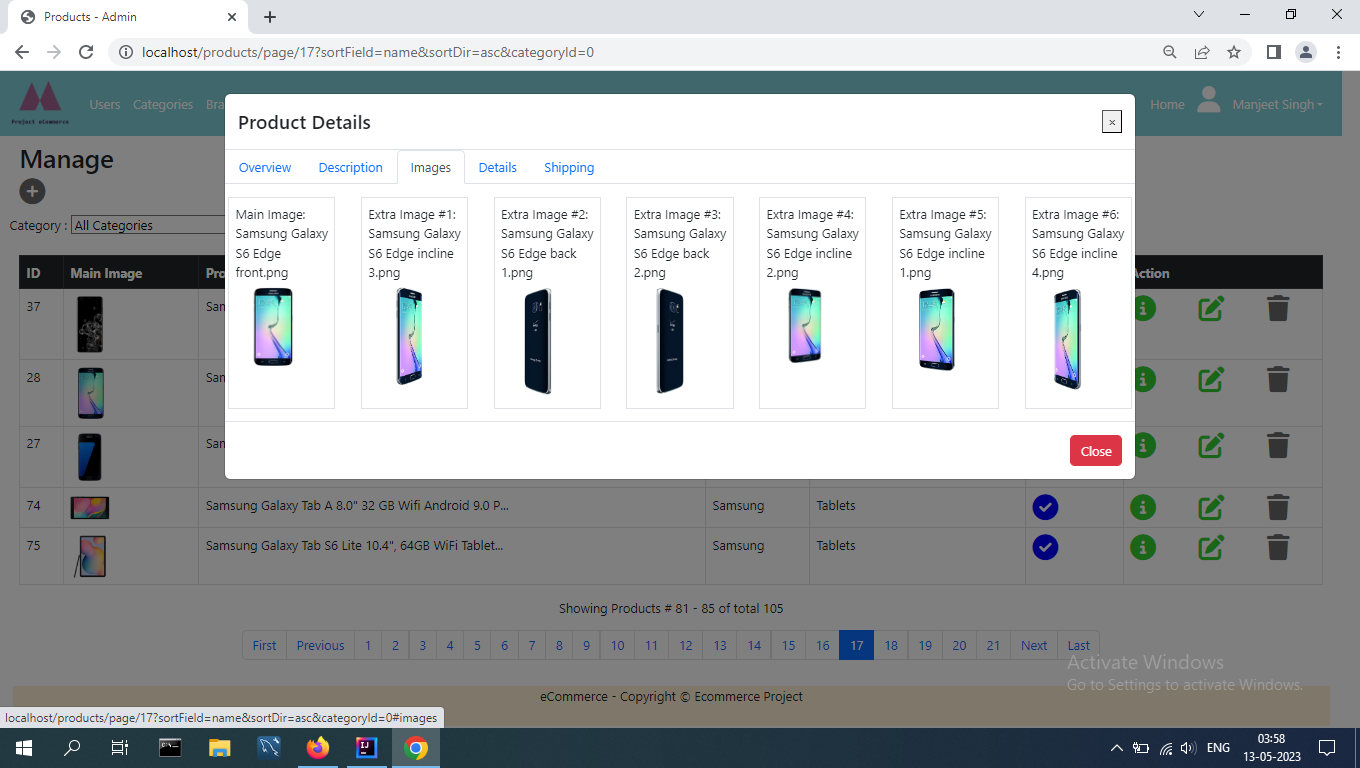 Products - Admin
localhost/products/page/17?sortField=name&sortDir=asc&categoryId=0
Project eCommerce
Users Categories Bra
Home Manjeet Singh
Manage
Category : All Categories
Product Details
×
Overview Description Images Details Shipping
Main Image:
Samsung Galaxy
S6 Edge
front.png
Extra Image #1:
Samsung Galaxy
S6 Edge incline
3.png
Extra Image #2:
Samsung Galaxy
S6 Edge back
1.png
Extra Image #3:
Samsung Galaxy
S6 Edge back
2.png
Extra Image #4:
Samsung Galaxy
S6 Edge incline
2.png
Extra Image #5:
Samsung Galaxy
S6 Edge incline
1.png
Extra Image #6:
Samsung Galaxy
S6 Edge incline
4.png
Close
ID Main Image Pro Action
37 Sam
28 Sam
27 Sam
74 Samsung Galaxy Tab A 8.0" 32 GB Wifi Android 9.0 P... Samsung Tablets
75 Samsung Galaxy Tab S6 Lite 10.4", 64GB WiFi Tablet... Samsung Tablets
Showing Products # 81 - 85 of total 105
First Previous 1 2 3 4 5 6 7 8 9 10 11 12 13 14 15 16 17 18 19 20 21 Next Last
Activate Windows
Go to Settings to activate Windows.
eCommerce - Copyright © Ecommerce Project
localhost/products/page/17?sortField=name&sortDir=asc&categoryId=0#images
ENG
03:58
13-05-2023